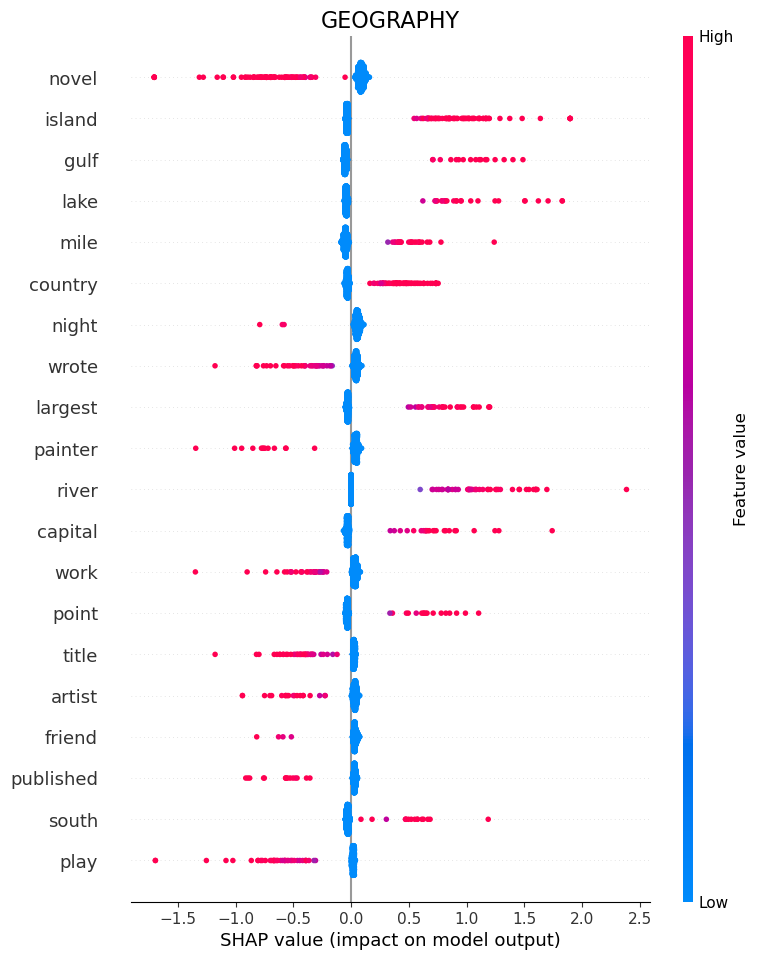 GEOGRAPHY
novel
island
gulf
lake
mile
country
night
wrote
largest
painter
river
capital
work
point
title
artist
friend
published
south
play
−1.5 −1.0 −0.5 0.0 0.5 1.0 1.5 2.0 2.5
SHAP value (impact on model output)
High
Feature value
Low